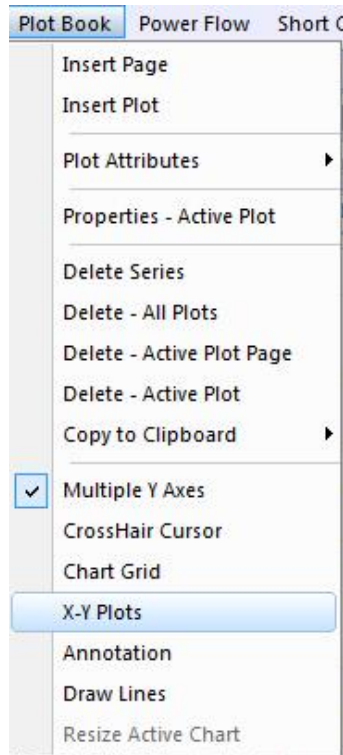 Plot Book Power Flow Short
Insert Page
Insert Plot
Plot Attributes
Properties - Active Plot
Delete Series
Delete - All Plots
Delete - Active Plot Page
Delete - Active Plot
Copy to Clipboard
Multiple Y Axes
CrossHair Cursor
Chart Grid
X-Y Plots
Annotation
Draw Lines
Resize Active Chart